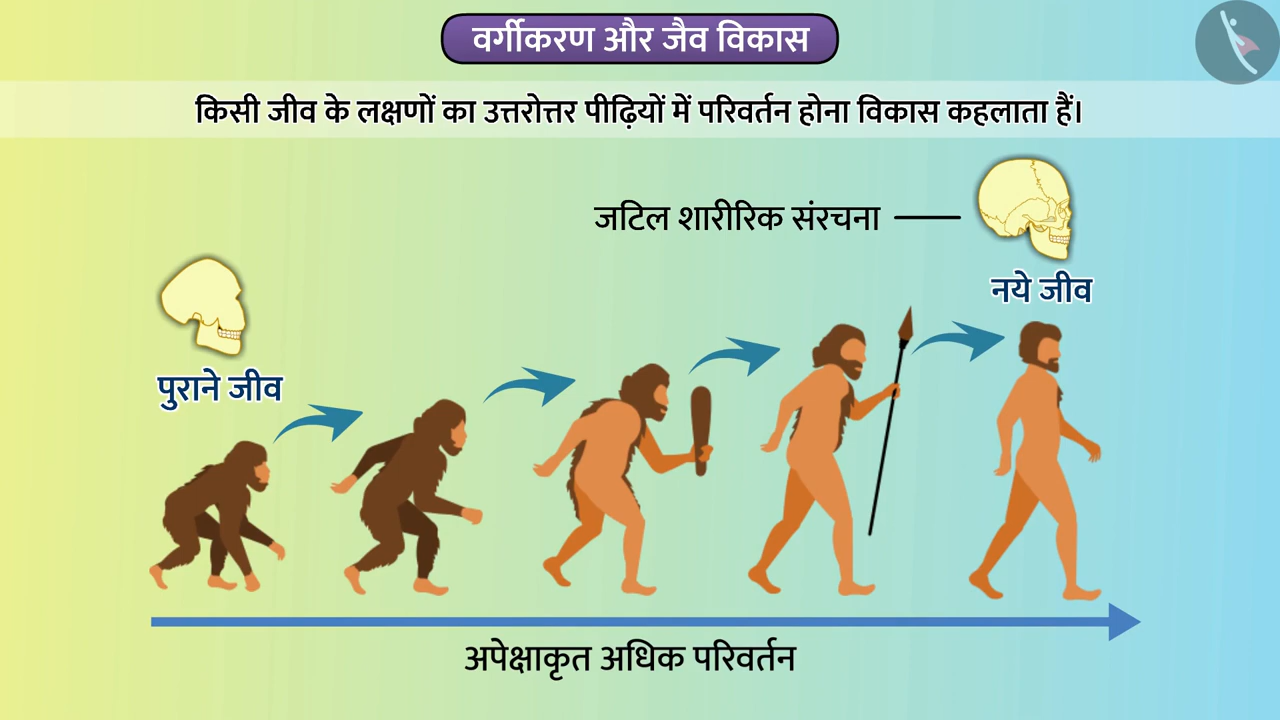 वर्गीकरण और जैव विकास
किसी जीव के लक्षणों का उत्तरोत्तर पीढ़ियों में परिवर्तन होना विकास कहलाता हैं।
जटिल शारीरिक संरचना
नये जीव
पुराने जीव
अपेक्षाकृत अधिक परिवर्तन